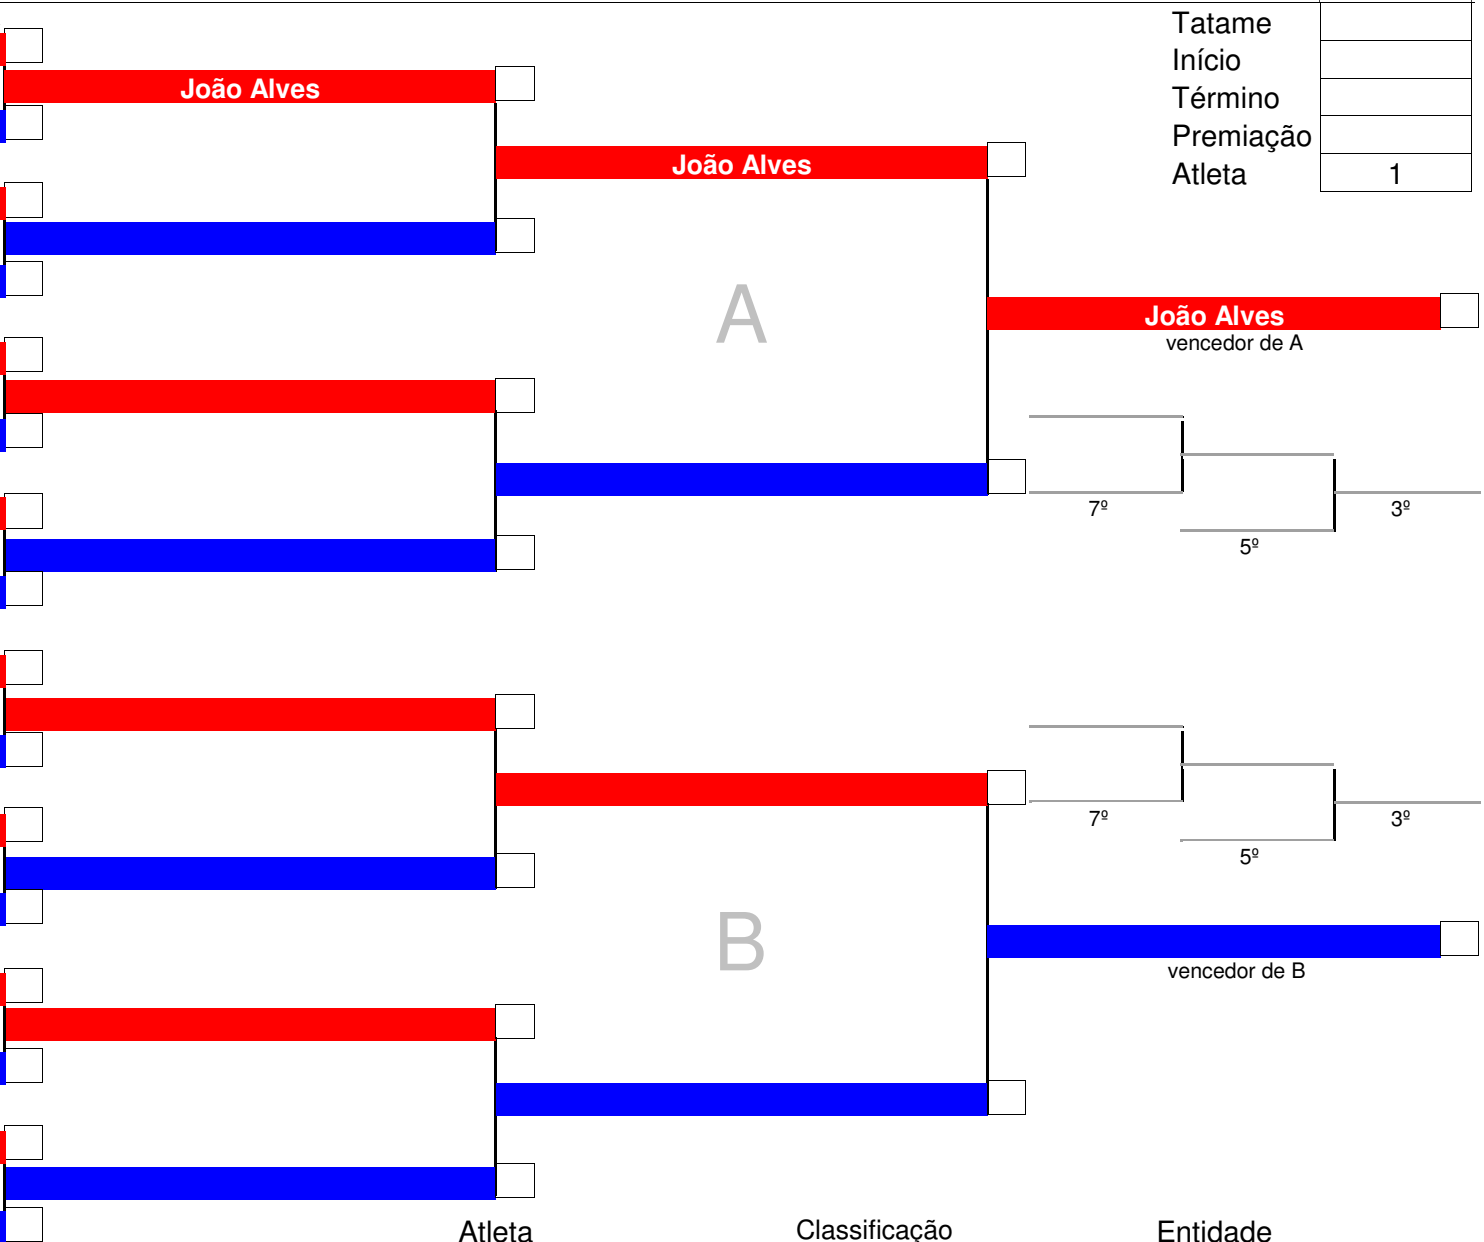 Tatame
Início
João Alves
Término
Premiação
João Alves
Atleta 1
A
João Alves
vencedor de A
7º 3º
5º
7º 3º
5º
B
vencedor de B
Atleta Classificação Entidade